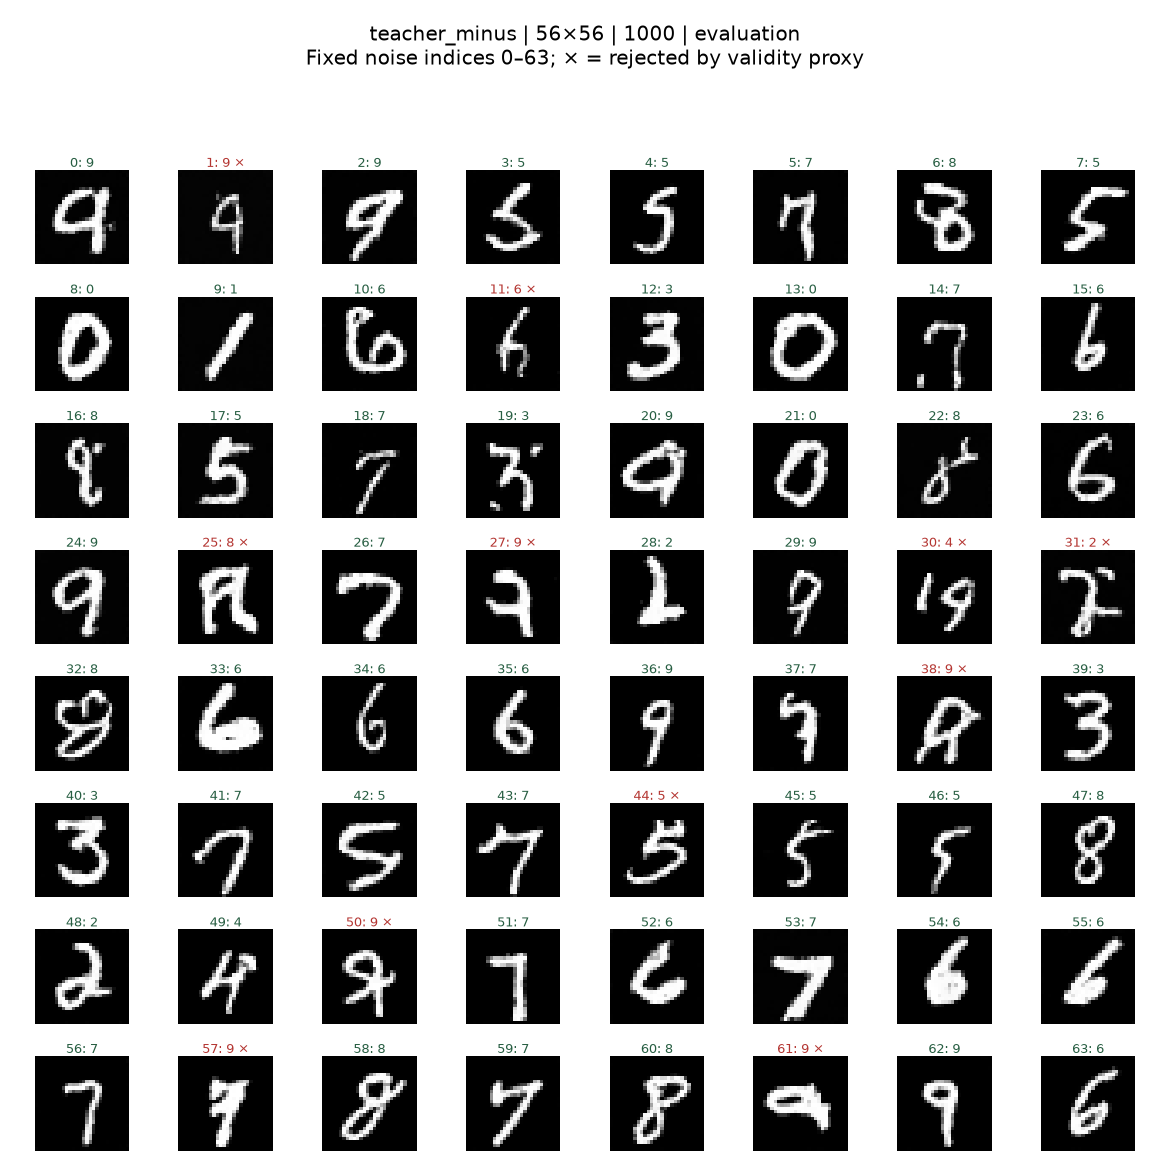 teacher_minus | 56×56 | 1000 | evaluation
Fixed noise indices 0–63; × = rejected by validity proxy
0: 9 1: 9 × 2: 9 3: 5 4: 5 5: 7 6: 8 7: 5
8: 0 9: 1 10: 6 11: 6 × 12: 3 13: 0 14: 7 15: 6
16: 8 17: 5 18: 7 19: 3 20: 9 21: 0 22: 8 23: 6
24: 9 25: 8 × 26: 7 27: 9 × 28: 2 29: 9 30: 4 × 31: 2 ×
32: 8 33: 6 34: 6 35: 6 36: 9 37: 7 38: 9 × 39: 3
40: 3 41: 7 42: 5 43: 7 44: 5 × 45: 5 46: 5 47: 8
48: 2 49: 4 50: 9 × 51: 7 52: 6 53: 7 54: 6 55: 6
56: 7 57: 9 × 58: 8 59: 7 60: 8 61: 9 × 62: 9 63: 6